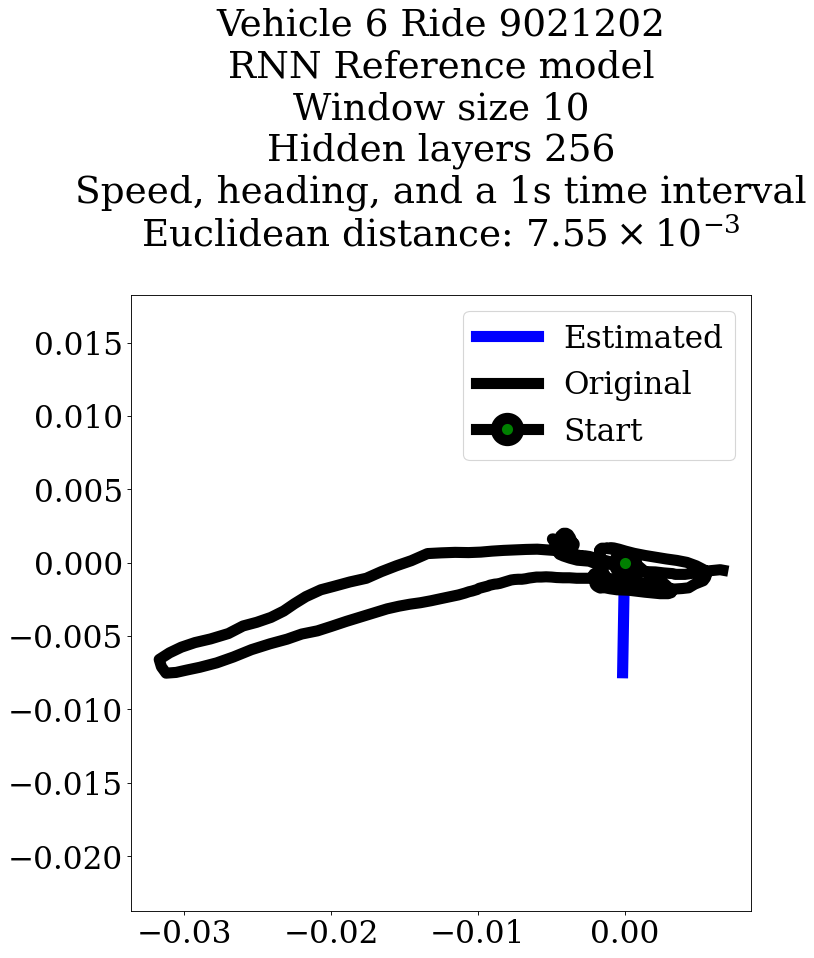 Vehicle 6 Ride 9021202
RNN Reference model
Window size 10
Hidden layers 256
Speed, heading, and a 1s time interval
Euclidean distance: 7.55 × 10⁻³
Estimated
Original
Start
0.015
0.010
0.005
0.000
−0.005
−0.010
−0.015
−0.020
−0.03 −0.02 −0.01 0.00